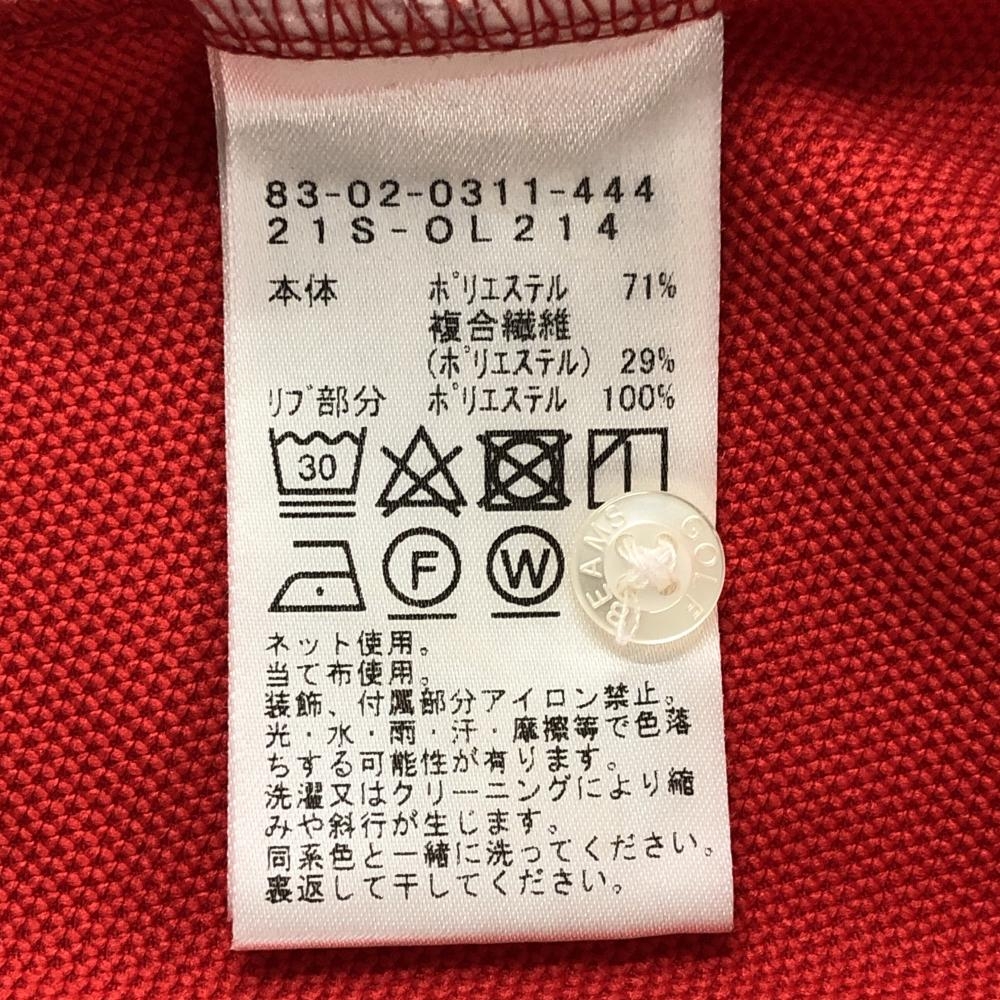 83-02-0311-444
21S-OL214
本体 ポリエステル 71%
複合繊維
(ポリエステル) 29%
リブ部分 ポリエステル 100%
30
F W
BEAMS GOLF
ネット使用。
当て布使用。
装飾、付属部分アイロン禁止。
光・水・雨・汗・摩擦等で色落
ちする可能性が有ります。
洗濯又はクリーニングにより縮
みや斜行が生じます。
同系色と一緒に洗ってください。
裏返して干してください。